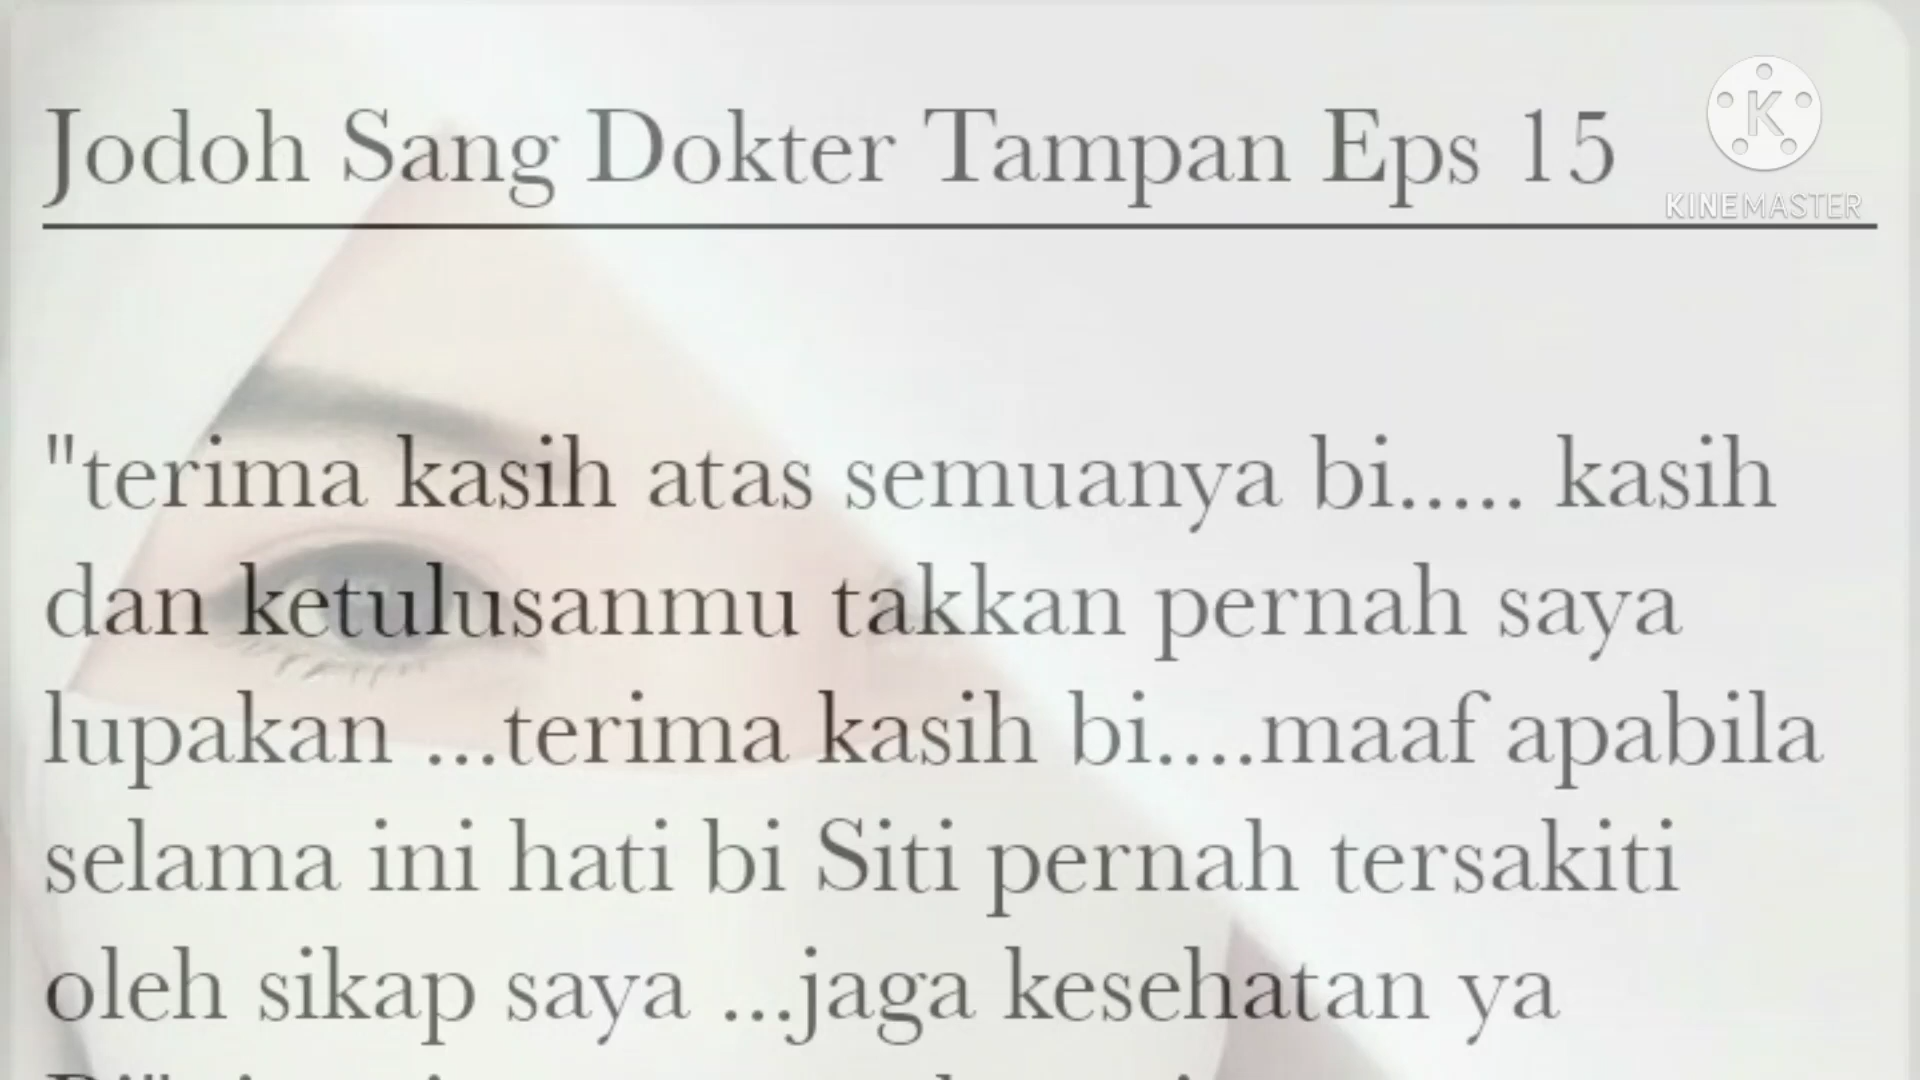 Jodoh Sang Dokter Tampan Eps 15
KINEMASTER
"terima kasih atas semuanya bi..... kasih
dan ketulusanmu takkan pernah saya
lupakan ...terima kasih bi....maaf apabila
selama ini hati bi Siti pernah tersakiti
oleh sikap saya ...jaga kesehatan ya